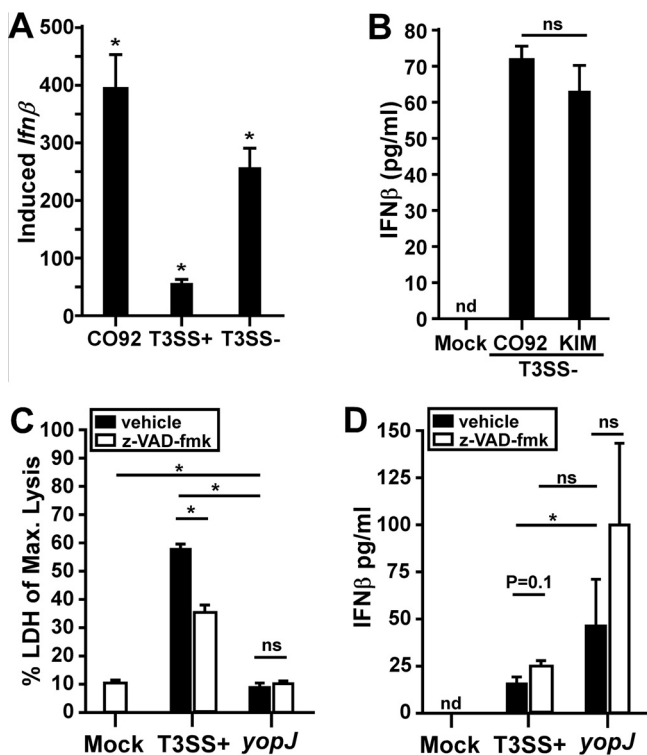 A
Induced Ifnβ
500
400
300
200
100
50
0
*
*
*
CO92 T3SS+ T3SS-
B
IFNβ (pg/ml)
100
90
80
70
60
50
40
30
20
10
0
ns
nd
Mock CO92 KIM
T3SS-
C
vehicle
z-VAD-fmk
% LDH of Max. Lysis
100
90
80
70
60
50
40
30
20
10
0
*
*
*
ns
Mock T3SS+ yopJ
D
vehicle
z-VAD-fmk
IFNβ pg/ml
150
125
100
75
50
25
0
ns
ns
*
P=0.1
nd
Mock T3SS+ yopJ